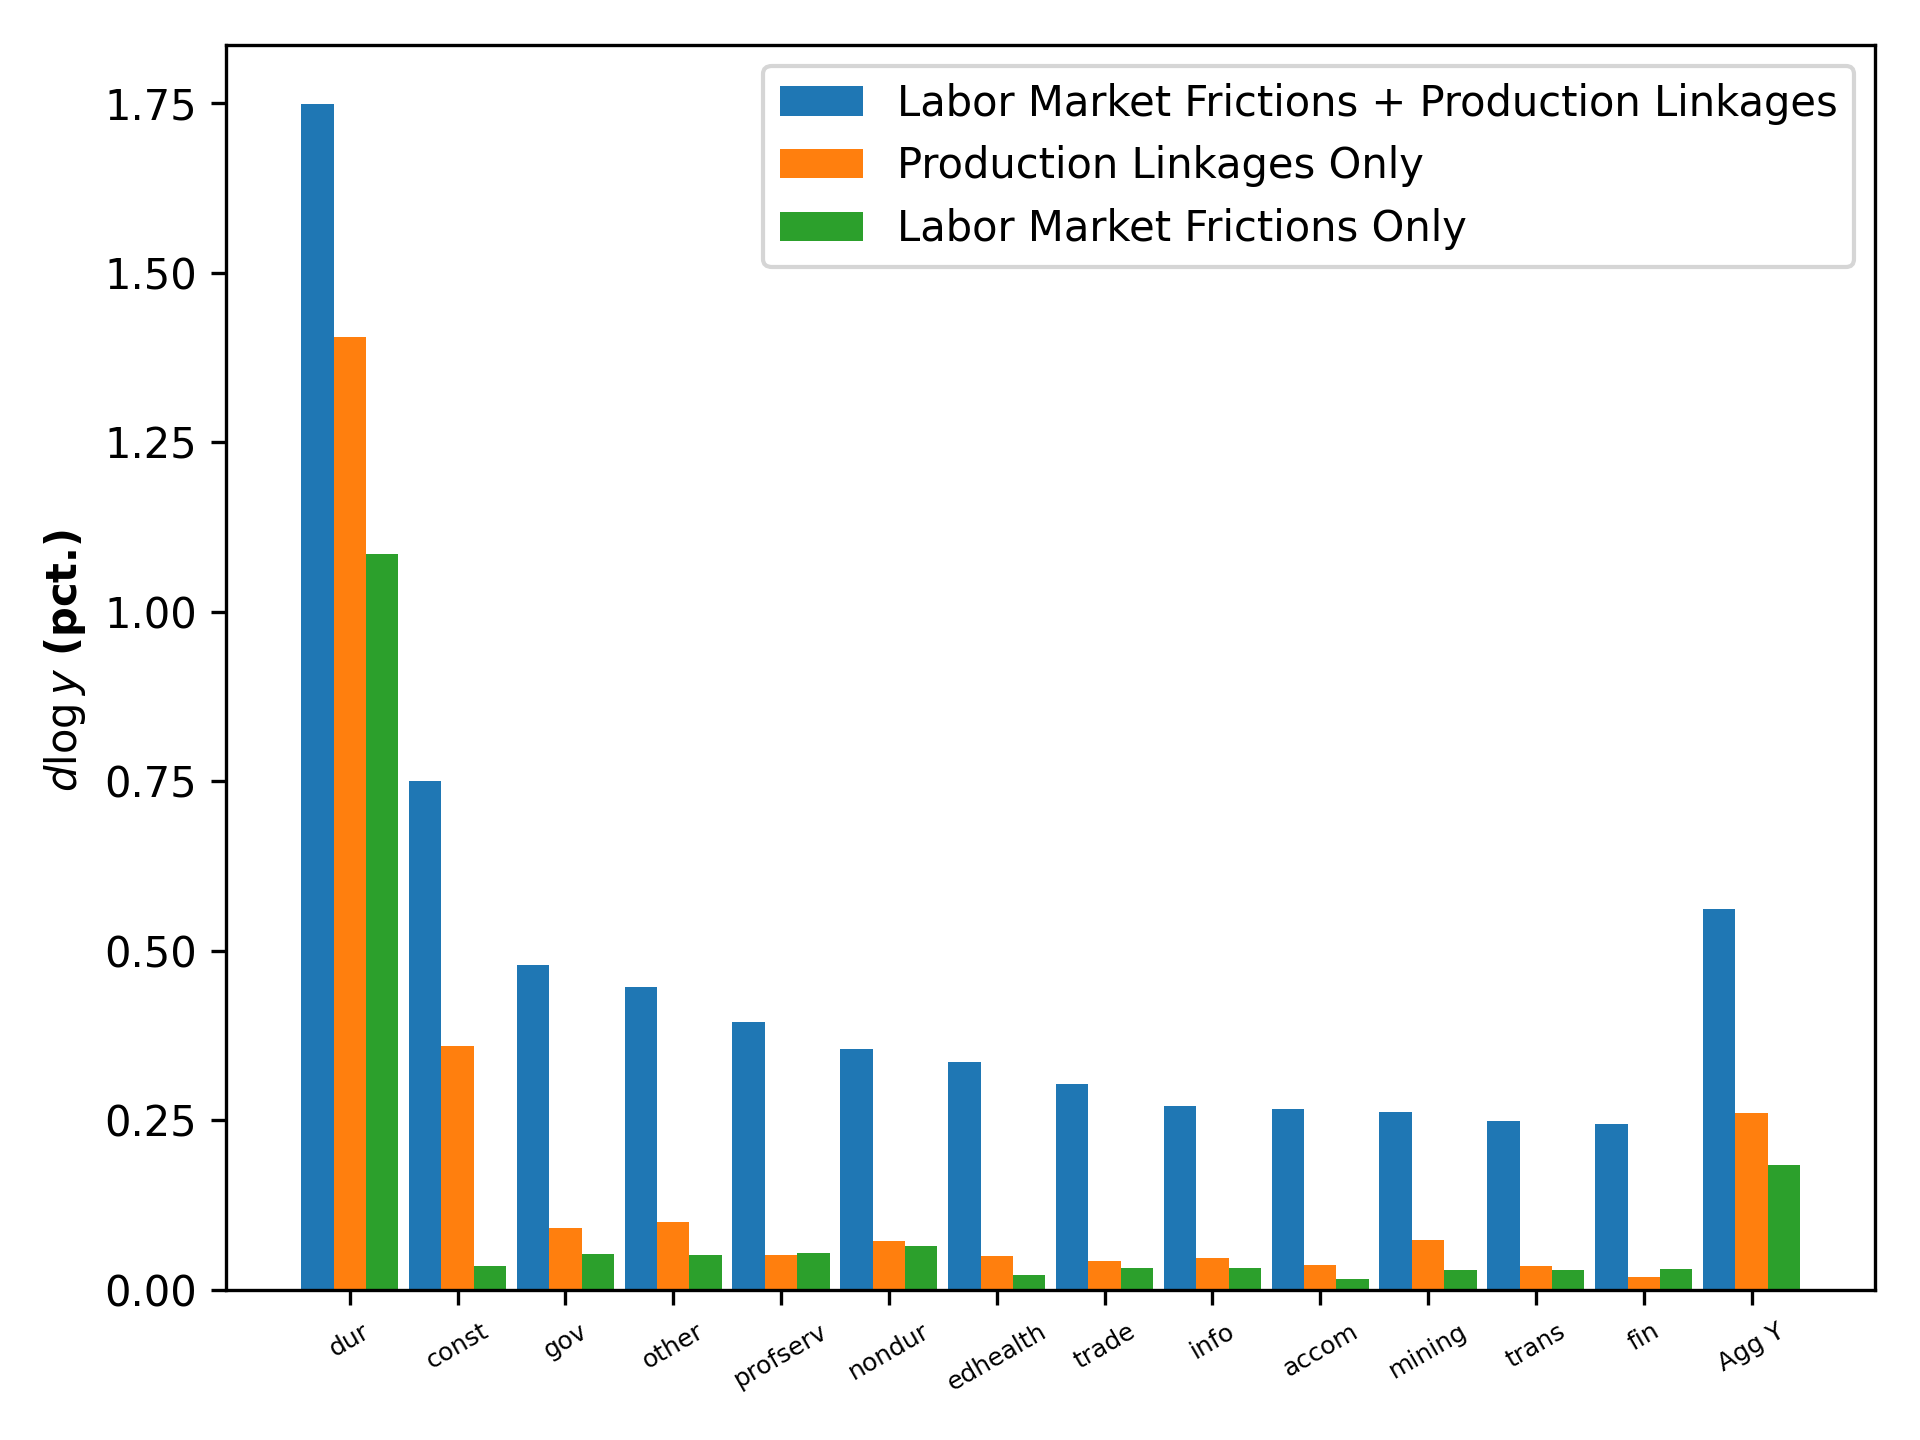 Labor Market Frictions + Production Linkages
Production Linkages Only
Labor Market Frictions Only
1.75
1.50
1.25
1.00
0.75
0.50
0.25
0.00
d log y (pct.)
dur
const
gov
other
profserv
nondur
edhealth
trade
info
accom
mining
trans
fin
Agg Y